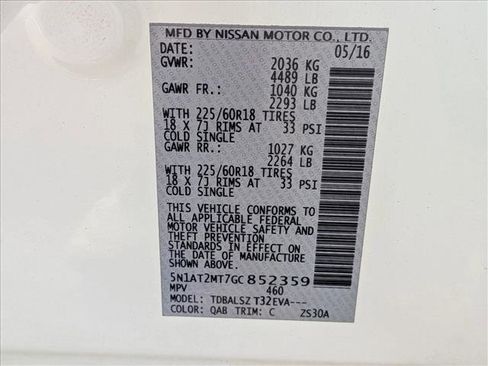 MFD BY NISSAN MOTOR CO., LTD.
DATE: 05/16
GVWR: 2036 KG
4489 LB
GAWR FR.: 1040 KG
2293 LB
WITH 225/60R18 TIRES
18 X 7J RIMS AT 33 PSI
COLD SINGLE
GAWR RR.: 1027 KG
2264 LB
WITH 225/60R18 TIRES
18 X 7J RIMS AT 33 PSI
COLD SINGLE
THIS VEHICLE CONFORMS TO
ALL APPLICABLE FEDERAL
MOTOR VEHICLE SAFETY AND
THEFT PREVENTION
STANDARDS IN EFFECT ON
THE DATE OF MANUFACTURE
SHOWN ABOVE.
5N1AT2MT7GC852359
MPV 460
MODEL: TDBALSZ T32EVA---
COLOR: QAB TRIM: C ZS30A